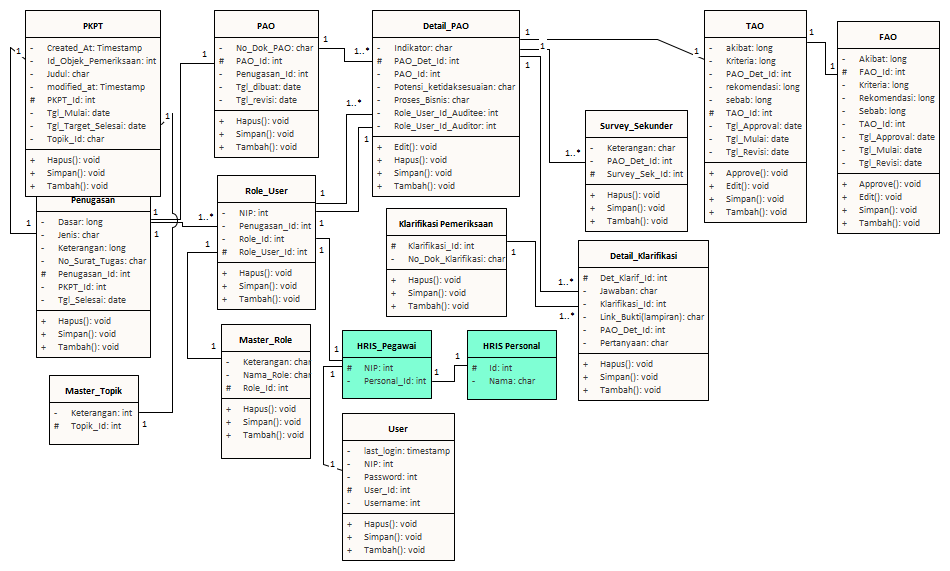 PKPT
- Created_At: Timestamp
- Id_Objek_Pemeriksaan: int
- Judul: char
- modified_at: Timestamp
# PKPT_Id: int
- Tgl_Mulai: date
- Tgl_Target_Selesai: date
- Topik_Id: char
+ Hapus(): void
+ Simpan(): void
+ Tambah(): void
PAO
- No_Dok_PAO: char
# PAO_Id: int
- Penugasan_Id: int
- Tgl_dibuat: date
- Tgl_revisi: date
+ Hapus(): void
+ Simpan(): void
+ Tambah(): void
Detail_PAO
- Indikator: char
# PAO_Det_Id: int
- PAO_Id: int
- Potensi_ketidaksesuaian: char
- Proses_Bisnis: char
- Role_User_Id_Auditee: int
- Role_User_Id_Auditor: int
+ Edit(): void
+ Hapus(): void
+ Simpan(): void
+ Tambah(): void
TAO
- akibat: long
- Kriteria: long
- PAO_Det_Id: int
- rekomendasi: long
- sebab: long
# TAO_Id: int
- Tgl_Approval: date
- Tgl_Mulai: date
- Tgl_Revisi: date
+ Approve(): void
+ Edit(): void
+ Simpan(): void
+ Tambah(): void
FAO
- Akibat: long
# FAO_Id: int
- Kriteria: long
- Rekomendasi: long
- Sebab: long
- TAO_Id: int
- Tgl_Approval: date
- Tgl_Mulai: date
- Tgl_Revisi: date
+ Approve(): void
+ Edit(): void
+ Simpan(): void
+ Tambah(): void
Survey_Sekunder
- Keterangan: char
- PAO_Det_Id: int
# Survey_Sek_Id: int
+ Hapus(): void
+ Simpan(): void
+ Tambah(): void
Penugasan
- Dasar: long
- Jenis: char
- Keterangan: long
- No_Surat_Tugas: char
# Penugasan_Id: int
- PKPT_Id: int
- Tgl_Selesai: date
+ Hapus(): void
+ Simpan(): void
+ Tambah(): void
Role_User
- NIP: int
- Penugasan_Id: int
- Role_Id: int
# Role_User_Id: int
+ Hapus(): void
+ Simpan(): void
+ Tambah(): void
Klarifikasi Pemeriksaan
# Klarifikasi_Id: int
- No_Dok_Klarifikasi: char
+ Hapus(): void
+ Simpan(): void
+ Tambah(): void
Detail_Klarifikasi
# Det_Klarif_Id: int
- Jawaban: char
- Klarifikasi_Id: int
- Link_Bukti(lampiran): char
- PAO_Det_Id: int
- Pertanyaan: char
+ Hapus(): void
+ Simpan(): void
+ Tambah(): void
Master_Role
- Keterangan: char
- Nama_Role: char
# Role_Id: int
+ Hapus(): void
+ Simpan(): void
+ Tambah(): void
HRIS_Pegawai
# NIP: int
- Personal_Id: int
HRIS Personal
# Id: int
- Nama: char
Master_Topik
- Keterangan: int
# Topik_Id: int
User
- last_login: timestamp
- NIP: int
- Password: int
# User_Id: int
- Username: int
+ Hapus(): void
+ Simpan(): void
+ Tambah(): void
1
1
1
1
1..*
1..*
1
1
1
1
1
1
1
1..*
1
1
1
1..*
1
1
1
1
1
1..*
1..*
1
1
1
1
1
1
1